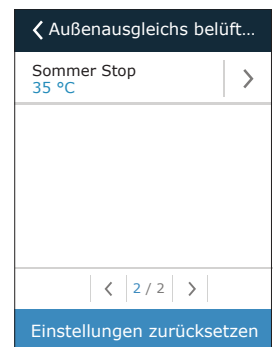 Außenausgleichs belüft...
Sommer Stop
35 °C
2 / 2
Einstellungen zurücksetzen